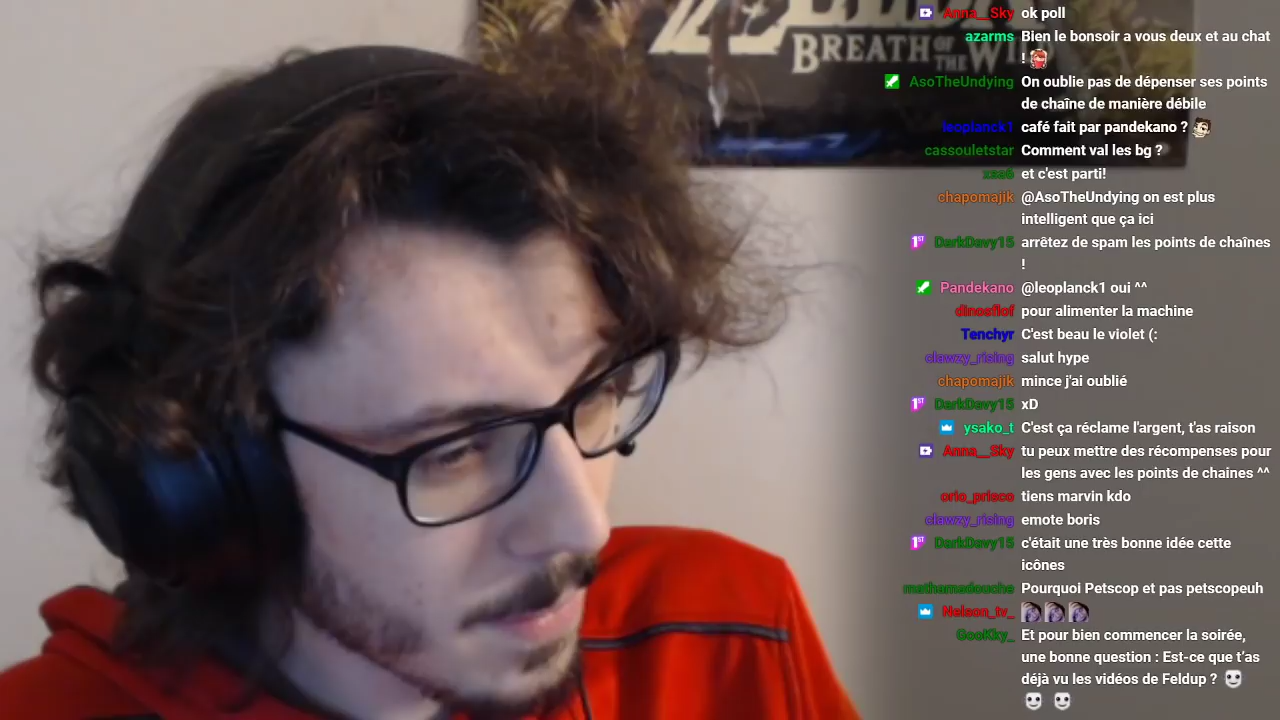 BREATH OF THE WILD
Anna__Sky ok poll
azarms Bien le bonsoir a vous deux et au chat
!
AsoTheUndying On oublie pas de dépenser ses points
de chaîne de manière débile
leoplanck1 café fait par pandekano ?
cassouletstar Comment val les bg ?
et c'est parti!
chapomajik @AsoTheUndying on est plus
intelligent que ça ici
DarkDavy15 arrêtez de spam les points de chaînes
!
Pandekano @leoplanck1 oui ^^
dinosflof pour alimenter la machine
Tenchyr C'est beau le violet (:
clawzy_rising salut hype
chapomajik mince j'ai oublié
DarkDavy15 xD
ysako_t C'est ça réclame l'argent, t'as raison
Anna__Sky tu peux mettre des récompenses pour
les gens avec les points de chaines ^^
orio_prisco tiens marvin kdo
clawzy_rising emote boris
DarkDavy15 c'était une très bonne idée cette
icônes
mathamadouche Pourquoi Petscop et pas petscopeuh
Nelson_tv_
GooKky_ Et pour bien commencer la soirée,
une bonne question : Est-ce que t'as
déjà vu les vidéos de Feldup ?